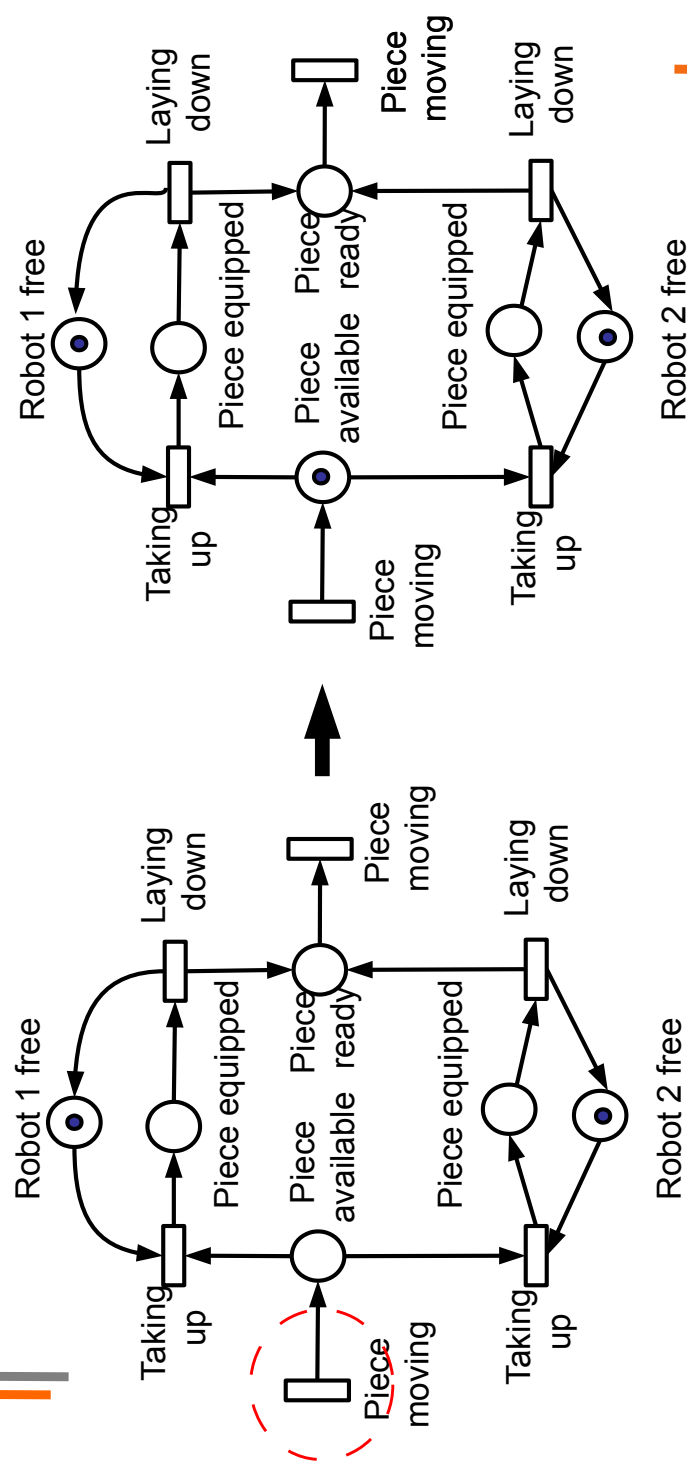 Robot 1 free
Taking
up
Laying
down
Piece equipped
Piece
available
Piece
ready
Piece
moving
Piece
moving
Piece equipped
Taking
up
Laying
down
Robot 2 free
Robot 1 free
Taking
up
Laying
down
Piece equipped
Piece
available
Piece
ready
Piece
moving
Piece
moving
Piece equipped
Taking
up
Laying
down
Robot 2 free